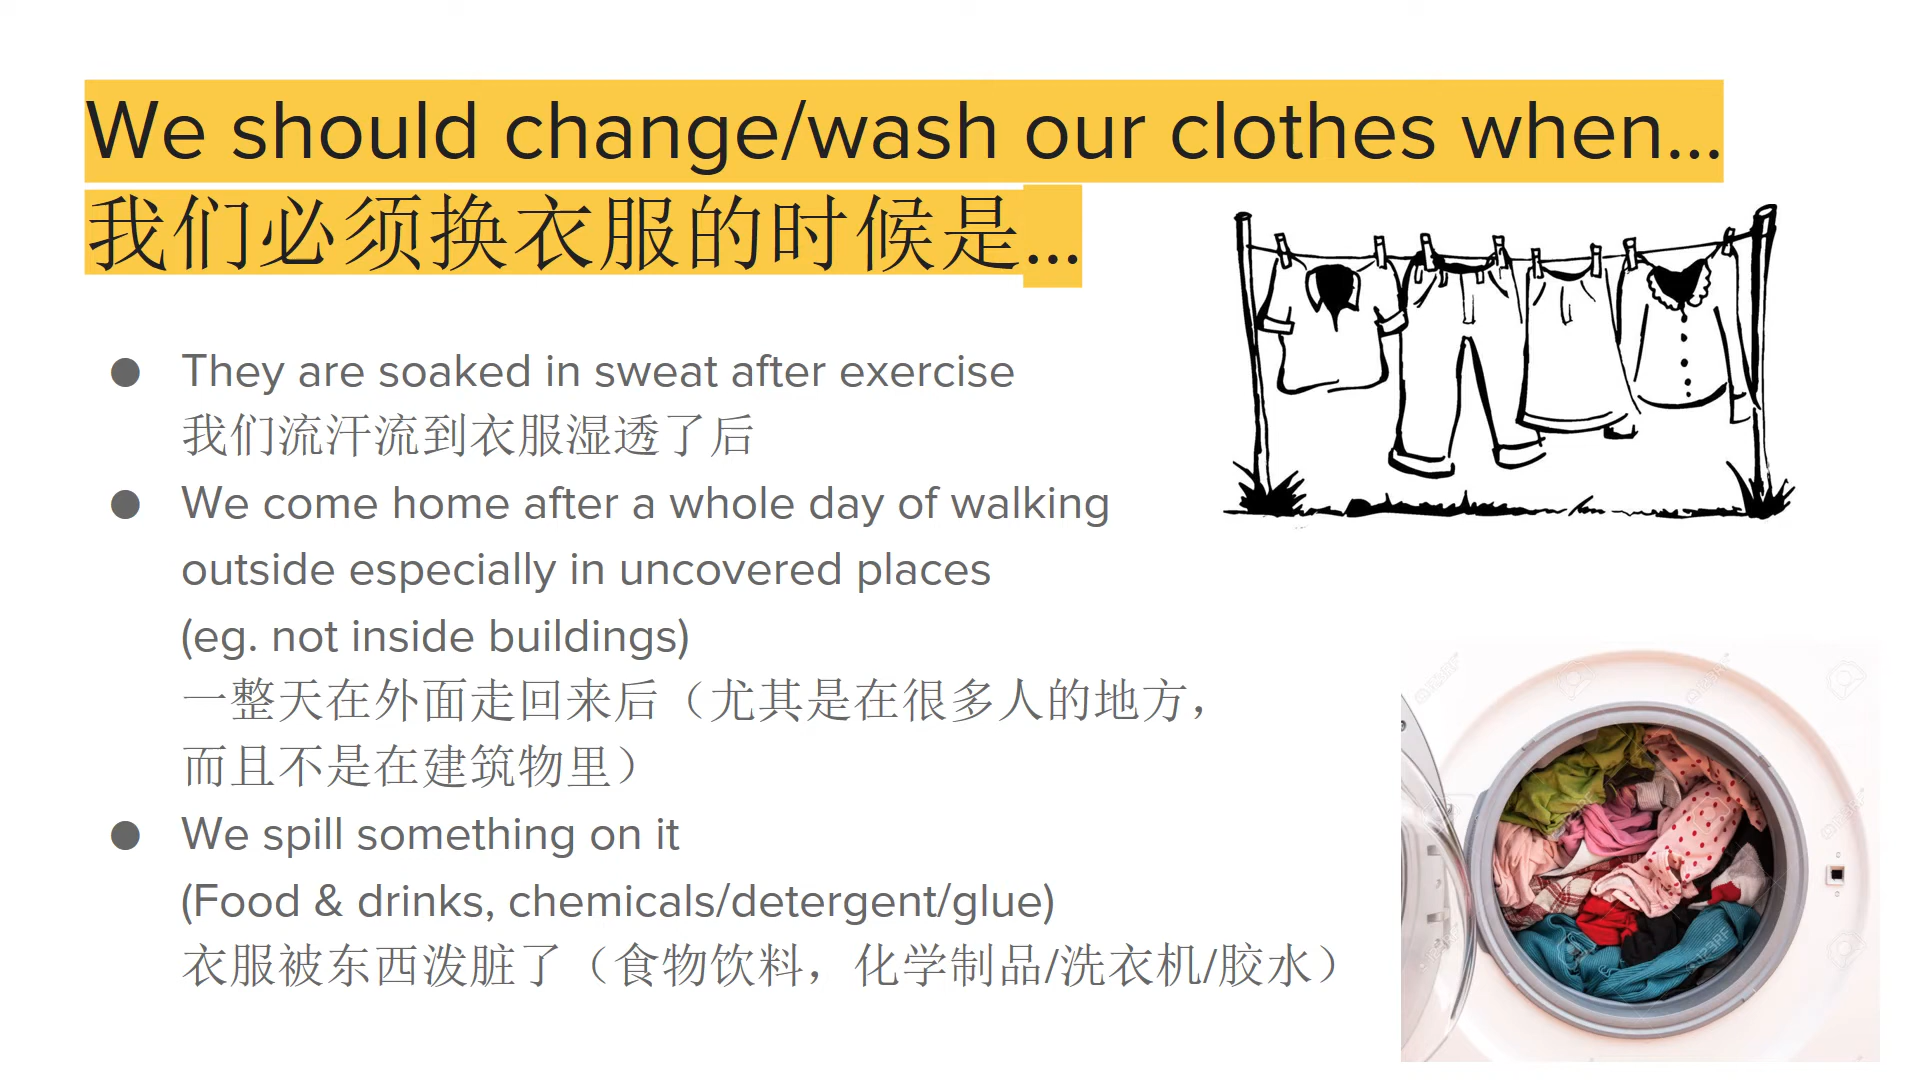 We should change/wash our clothes when...
我们必须换衣服的时候是...
● They are soaked in sweat after exercise
我们流汗流到衣服湿透了后
● We come home after a whole day of walking
outside especially in uncovered places
(eg. not inside buildings)
一整天在外面走回来后（尤其是在很多人的地方，
而且不是在建筑物里）
● We spill something on it
(Food & drinks, chemicals/detergent/glue)
衣服被东西泼脏了（食物饮料，化学制品/洗衣机/胶水）
123RF